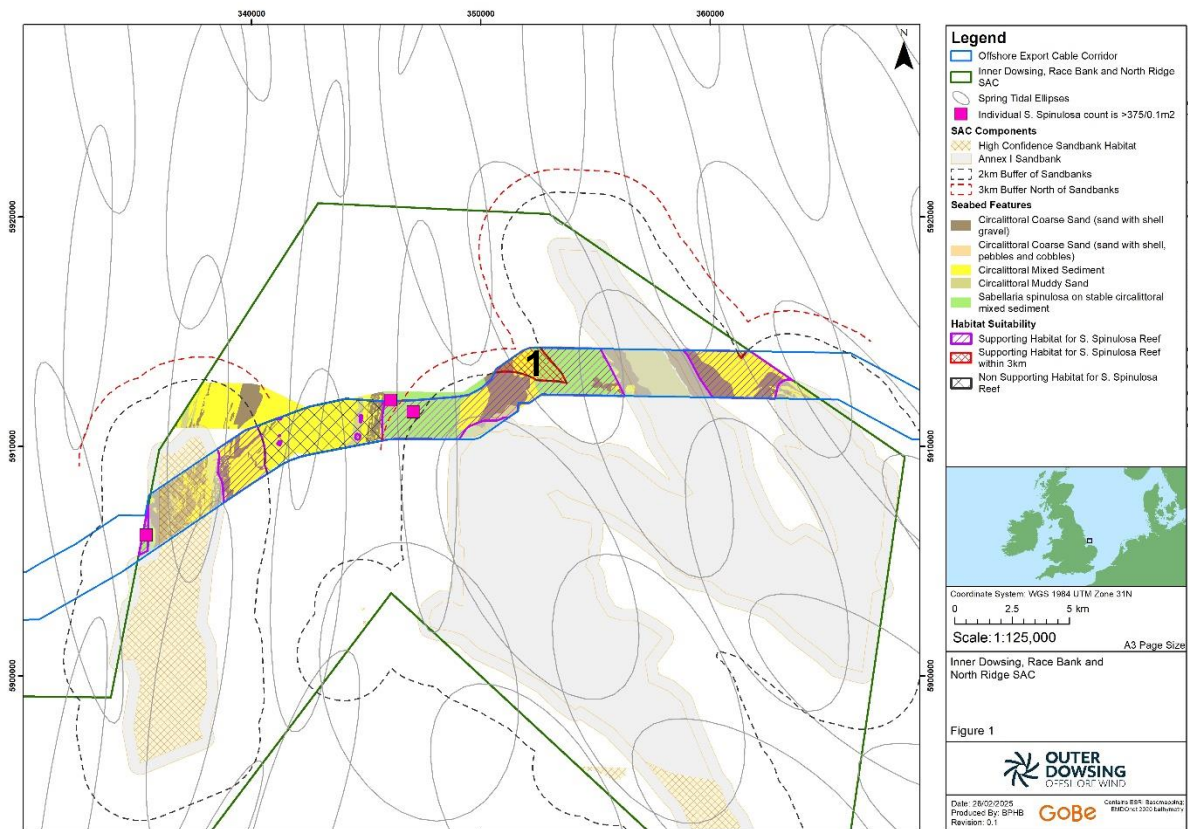 340000
350000
360000
5920000
5910000
5900000
5920000
5910000
5900000
N
1
Legend
Offshore Export Cable Corridor
Inner Dowsing, Race Bank and North Ridge
SAC
Spring Tidal Ellipses
Individual S. Spinulosa count is >375/0.1m2
SAC Components
High Confidence Sandbank Habitat
Annex I Sandbank
2km Buffer of Sandbanks
3km Buffer North of Sandbanks
Seabed Features
Circalittoral Coarse Sand (sand with shell
gravel)
Circalittoral Coarse Sand (sand with shell,
pebbles and cobbles)
Circalittoral Mixed Sediment
Circalittoral Muddy Sand
Sabellaria spinulosa on stable circalittoral
mixed sediment
Habitat Suitability
Supporting Habitat for S. Spinulosa Reef
Supporting Habitat for S. Spinulosa Reef
within 3km
Non Supporting Habitat for S. Spinulosa
Reef
Coordinate System: WGS 1984 UTM Zone 31N
0 2.5 5 km
Scale: 1:125,000
A3 Page Size
Inner Dowsing, Race Bank and
North Ridge SAC
Figure 1
OUTER
DOWSING
OFFSHORE WIND
Date: 28/02/2025
Produced By: BPHB
Revision: 0.1
GoBe
Contains ESRI Basemapping;